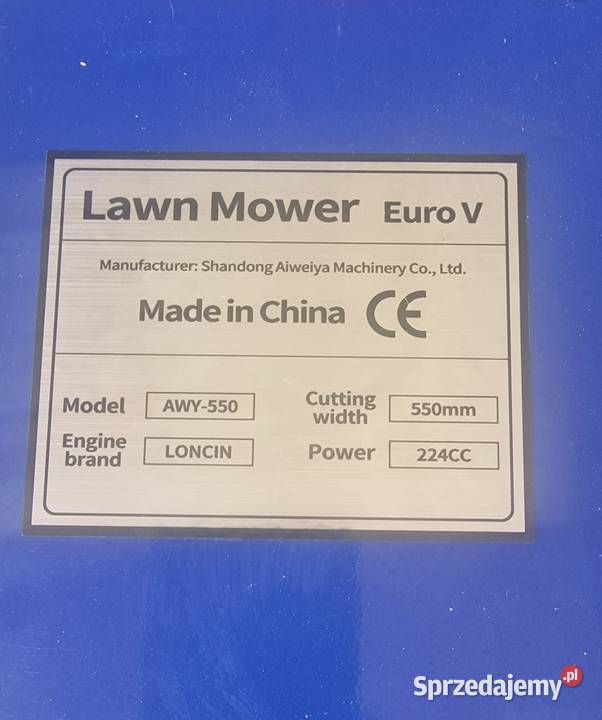 Lawn Mower Euro V
Manufacturer: Shandong Aiweiya Machinery Co., Ltd.
Made in China CE
Model AWY-550 Cutting width 550mm
Engine brand LONCIN Power 224CC
Sprzedajemy.pl